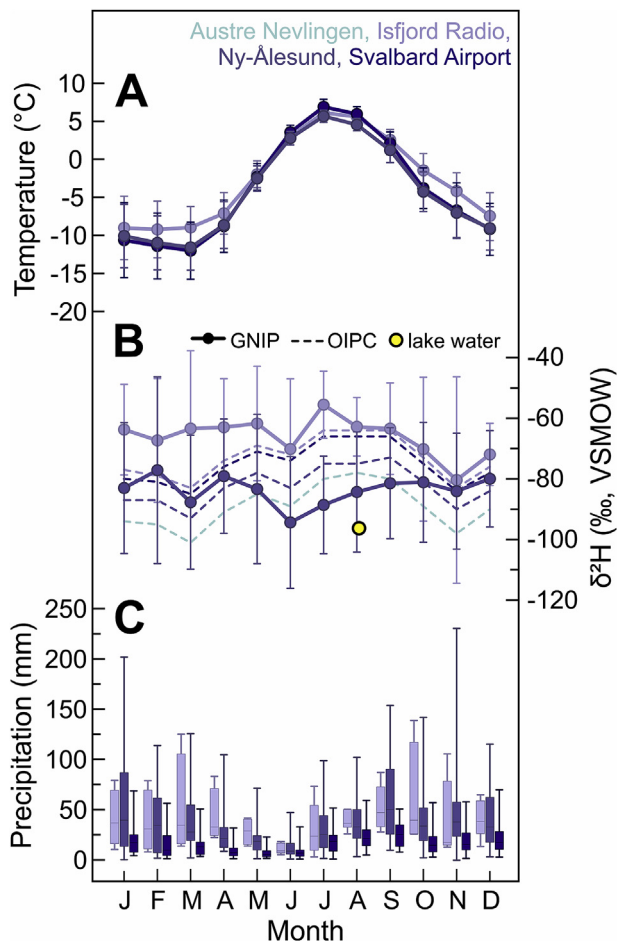 Austre Nevlingen, Isfjord Radio,
Ny-Ålesund, Svalbard Airport
A
Temperature (°C)
10
5
0
-5
-10
-15
-20
B
GNIP OIPC lake water
δ²H (‰, VSMOW)
-40
-60
-80
-100
-120
C
Precipitation (mm)
250
200
150
100
50
0
J F M A M J J A S O N D
Month